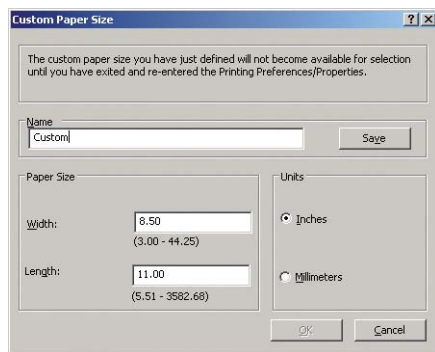 Custom Paper Size
The custom paper size you have just defined will not become available for selection
until you have exited and re-entered the Printing Preferences/Properties.
Name
Custom
Save
Paper Size
Width:
8.50
(3.00 - 44.25)
Length:
11.00
(5.51 - 3582.68)
Units
Inches
Millimeters
OK
Cancel